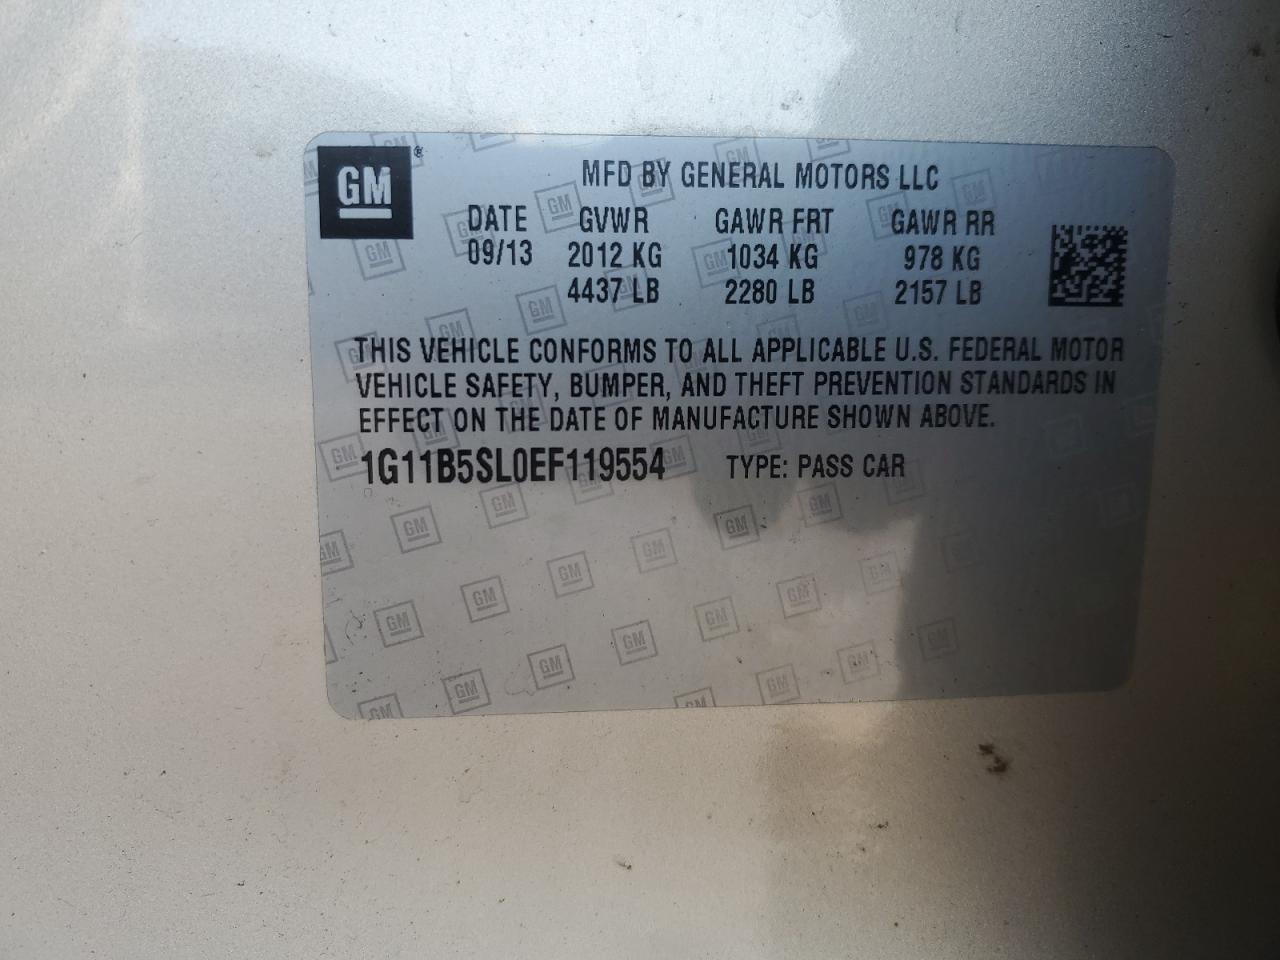 GM
MFD BY GENERAL MOTORS LLC
DATE GVWR GAWR FRT GAWR RR
09/13 2012 KG 1034 KG 978 KG
4437 LB 2280 LB 2157 LB
THIS VEHICLE CONFORMS TO ALL APPLICABLE U.S. FEDERAL MOTOR
VEHICLE SAFETY, BUMPER, AND THEFT PREVENTION STANDARDS IN
EFFECT ON THE DATE OF MANUFACTURE SHOWN ABOVE.
1G11B5SL0EF119554 TYPE: PASS CAR